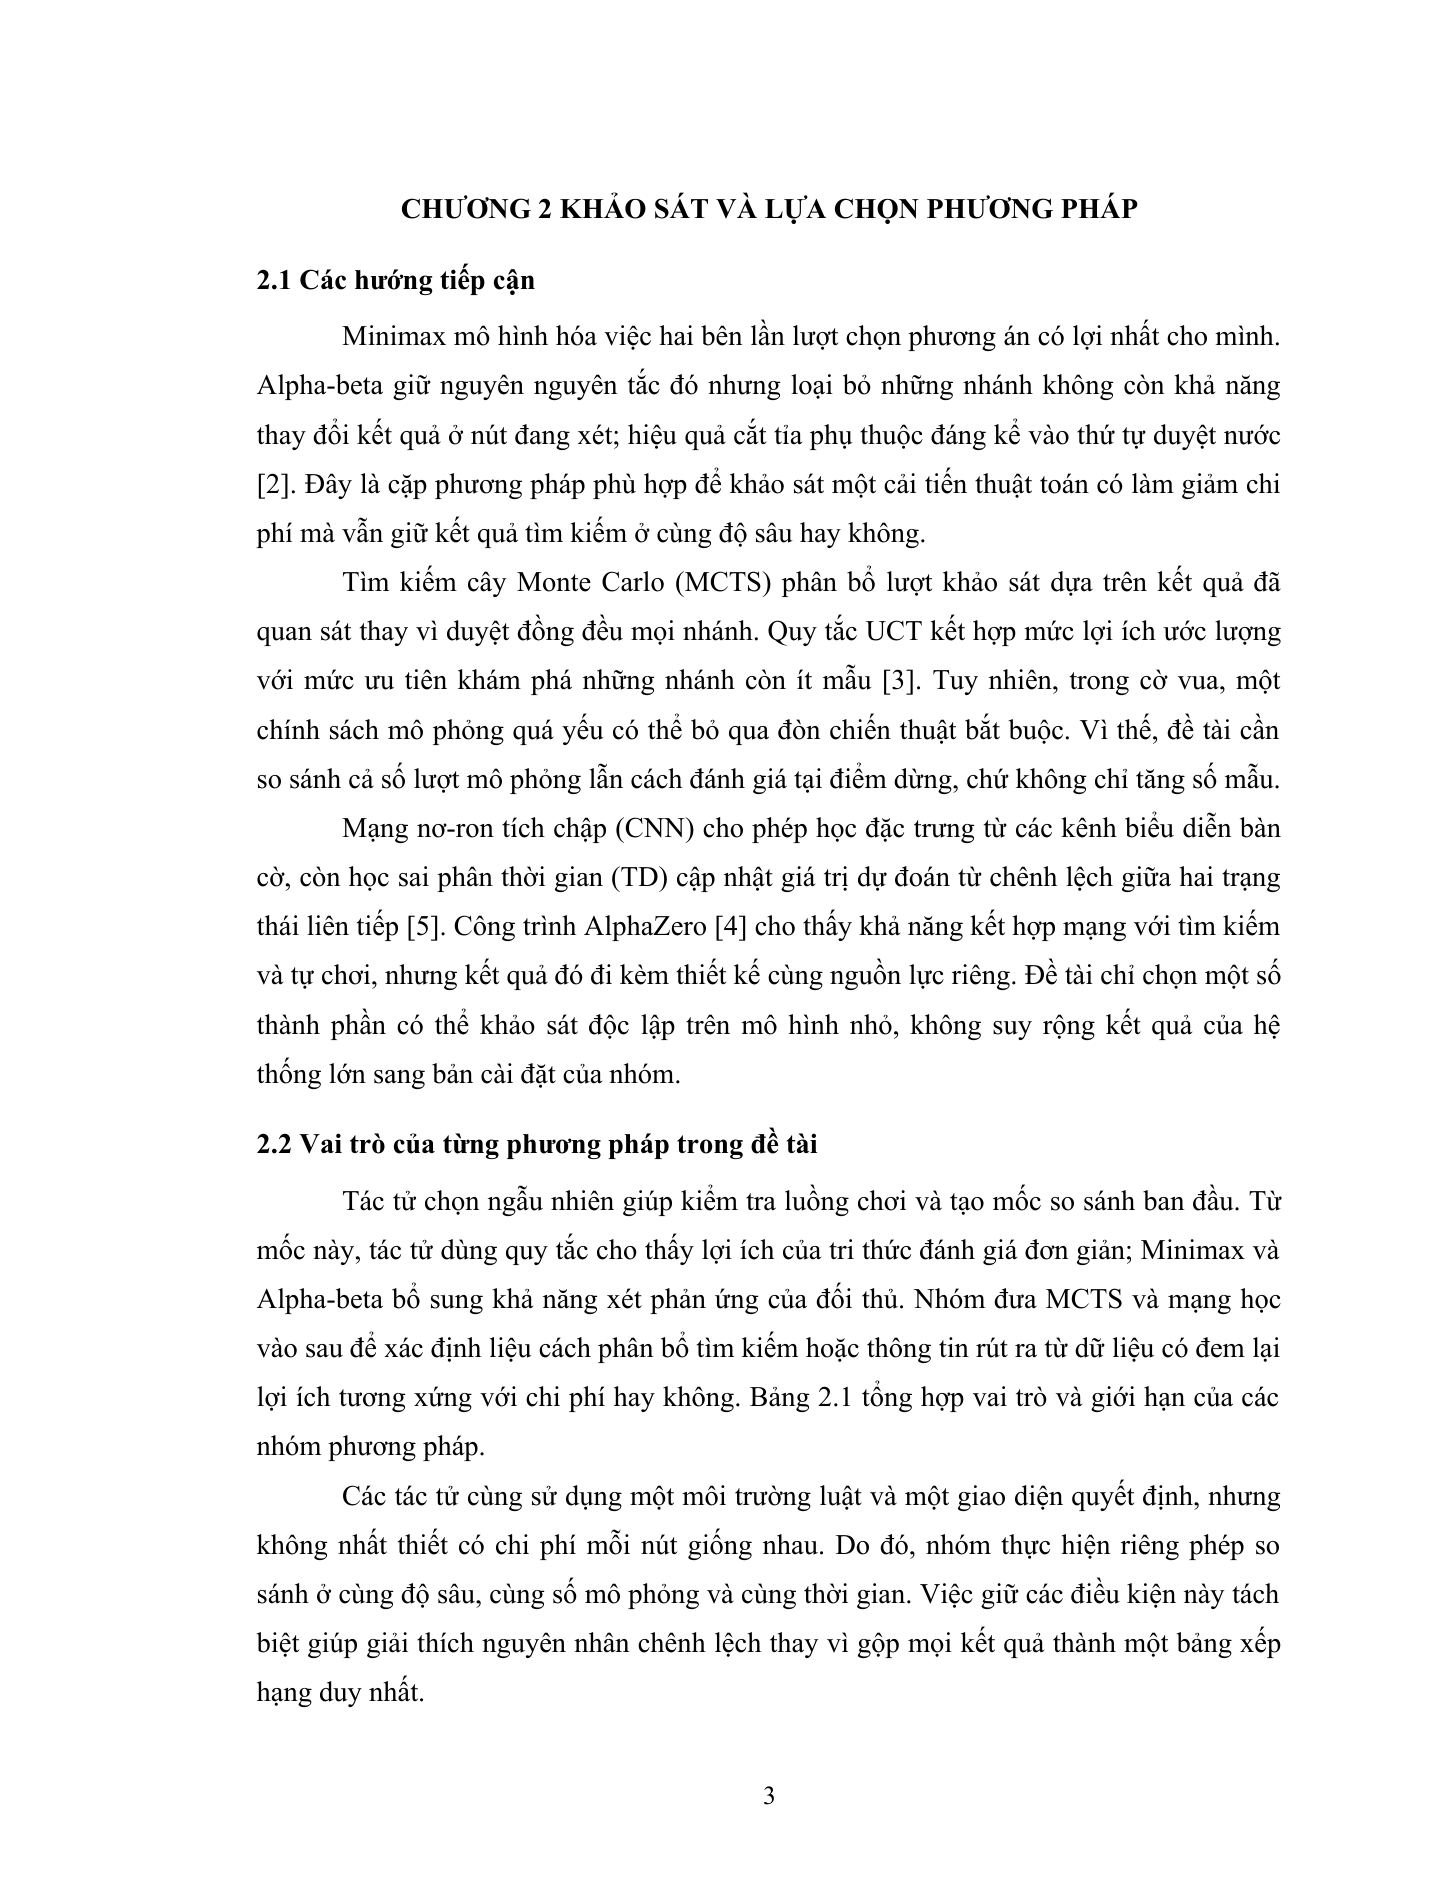 CHƯƠNG 2 KHẢO SÁT VÀ LỰA CHỌN PHƯƠNG PHÁP
2.1 Các hướng tiếp cận
Minimax mô hình hóa việc hai bên lần lượt chọn phương án có lợi nhất cho mình.
Alpha-beta giữ nguyên nguyên tắc đó nhưng loại bỏ những nhánh không còn khả năng
thay đổi kết quả ở nút đang xét; hiệu quả cắt tỉa phụ thuộc đáng kể vào thứ tự duyệt nước
[2]. Đây là cặp phương pháp phù hợp để khảo sát một cải tiến thuật toán có làm giảm chi
phí mà vẫn giữ kết quả tìm kiếm ở cùng độ sâu hay không.
Tìm kiếm cây Monte Carlo (MCTS) phân bổ lượt khảo sát dựa trên kết quả đã
quan sát thay vì duyệt đồng đều mọi nhánh. Quy tắc UCT kết hợp mức lợi ích ước lượng
với mức ưu tiên khám phá những nhánh còn ít mẫu [3]. Tuy nhiên, trong cờ vua, một
chính sách mô phỏng quá yếu có thể bỏ qua đòn chiến thuật bắt buộc. Vì thế, đề tài cần
so sánh cả số lượt mô phỏng lẫn cách đánh giá tại điểm dừng, chứ không chỉ tăng số mẫu.
Mạng nơ-ron tích chập (CNN) cho phép học đặc trưng từ các kênh biểu diễn bàn
cờ, còn học sai phân thời gian (TD) cập nhật giá trị dự đoán từ chênh lệch giữa hai trạng
thái liên tiếp [5]. Công trình AlphaZero [4] cho thấy khả năng kết hợp mạng với tìm kiếm
và tự chơi, nhưng kết quả đó đi kèm thiết kế cùng nguồn lực riêng. Đề tài chỉ chọn một số
thành phần có thể khảo sát độc lập trên mô hình nhỏ, không suy rộng kết quả của hệ
thống lớn sang bản cài đặt của nhóm.
2.2 Vai trò của từng phương pháp trong đề tài
Tác tử chọn ngẫu nhiên giúp kiểm tra luồng chơi và tạo mốc so sánh ban đầu. Từ
mốc này, tác tử dùng quy tắc cho thấy lợi ích của tri thức đánh giá đơn giản; Minimax và
Alpha-beta bổ sung khả năng xét phản ứng của đối thủ. Nhóm đưa MCTS và mạng học
vào sau để xác định liệu cách phân bổ tìm kiếm hoặc thông tin rút ra từ dữ liệu có đem lại
lợi ích tương xứng với chi phí hay không. Bảng 2.1 tổng hợp vai trò và giới hạn của các
nhóm phương pháp.
Các tác tử cùng sử dụng một môi trường luật và một giao diện quyết định, nhưng
không nhất thiết có chi phí mỗi nút giống nhau. Do đó, nhóm thực hiện riêng phép so
sánh ở cùng độ sâu, cùng số mô phỏng và cùng thời gian. Việc giữ các điều kiện này tách
biệt giúp giải thích nguyên nhân chênh lệch thay vì gộp mọi kết quả thành một bảng xếp
hạng duy nhất.
3